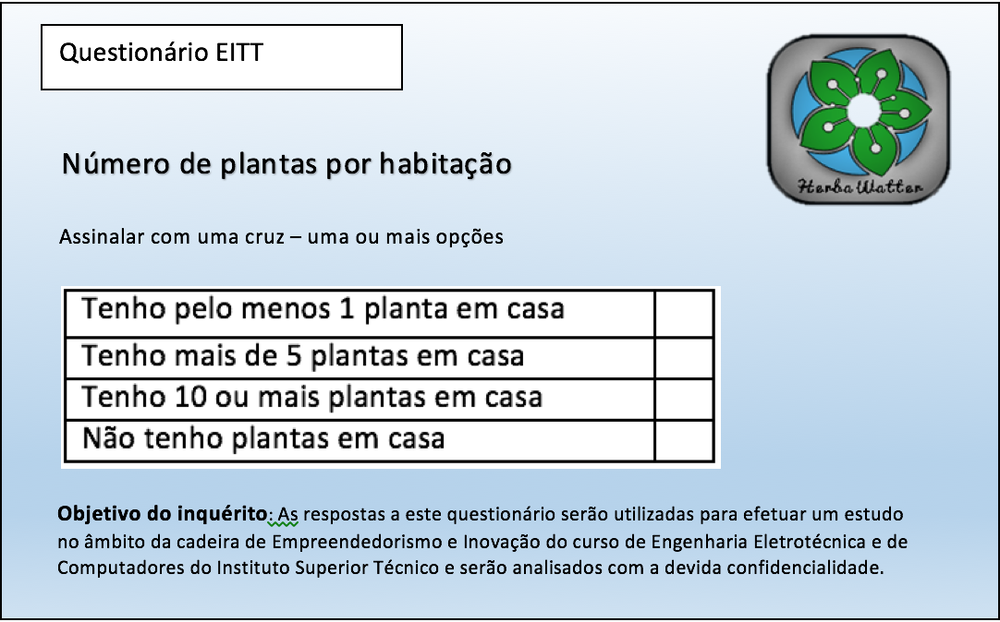 Questionário EITT
Herba Watter
Número de plantas por habitação
Assinalar com uma cruz – uma ou mais opções
Tenho pelo menos 1 planta em casa
Tenho mais de 5 plantas em casa
Tenho 10 ou mais plantas em casa
Não tenho plantas em casa
Objetivo do inquérito: As respostas a este questionário serão utilizadas para efetuar um estudo
no âmbito da cadeira de Empreendedorismo e Inovação do curso de Engenharia Eletrotécnica e de
Computadores do Instituto Superior Técnico e serão analisados com a devida confidencialidade.